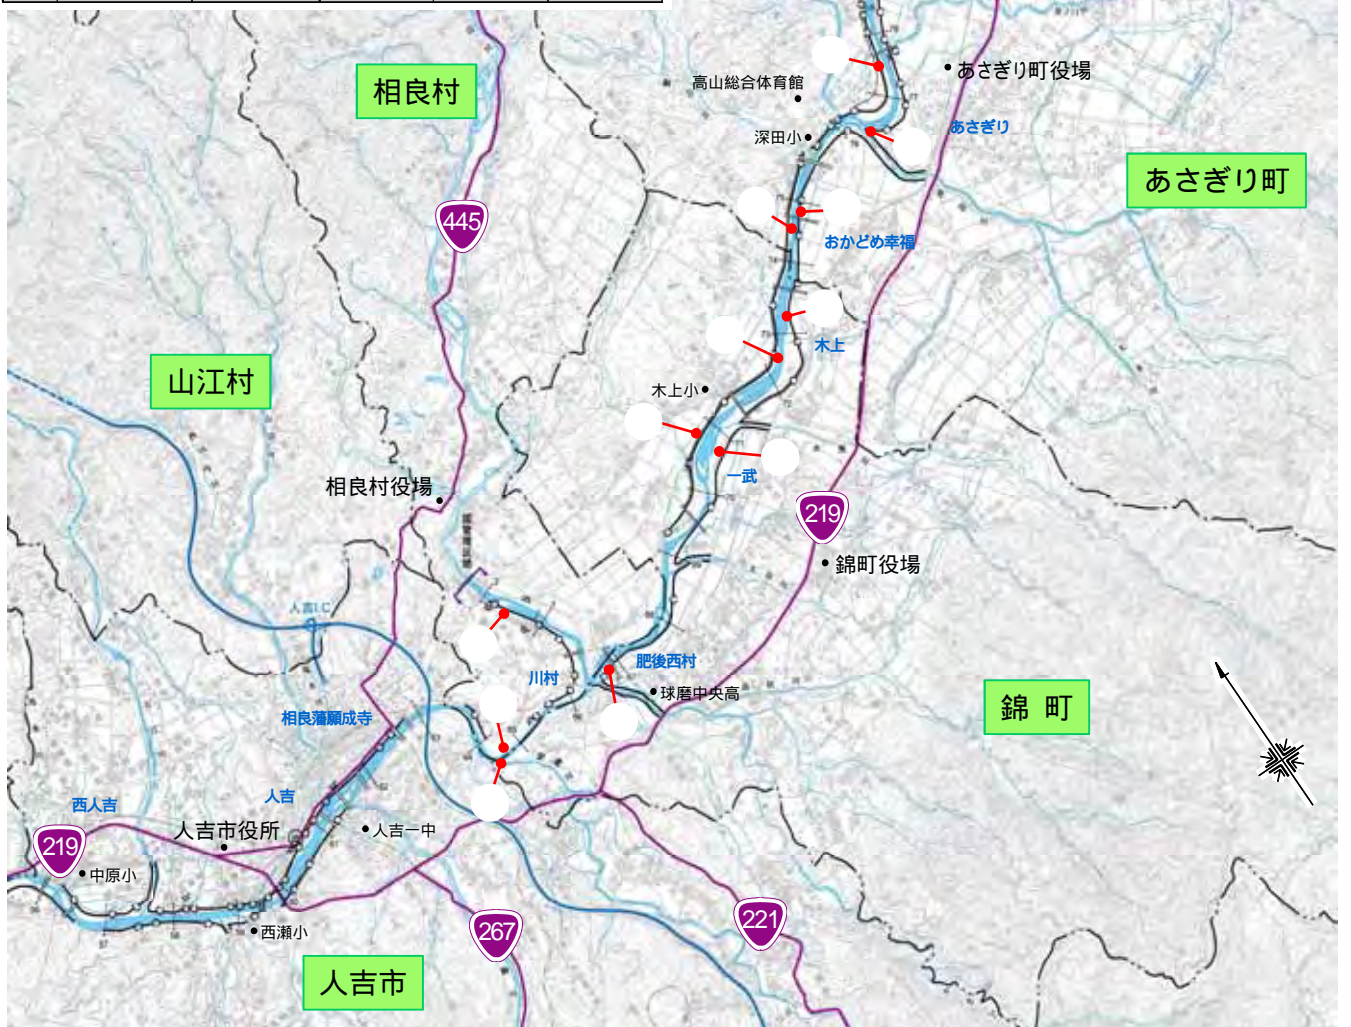 相良村
高山総合体育館
あさぎり町役場
深田小
あさぎり
あさぎり町
445
おかどめ幸福
木上
山江村
木上小
一武
相良村役場
219
錦町役場
人吉I.C
肥後西村
川村
球磨中央高
錦 町
相良藩願成寺
西人吉
人吉
人吉市役所
人吉一中
219
中原小
西瀬小
267
221
人吉市